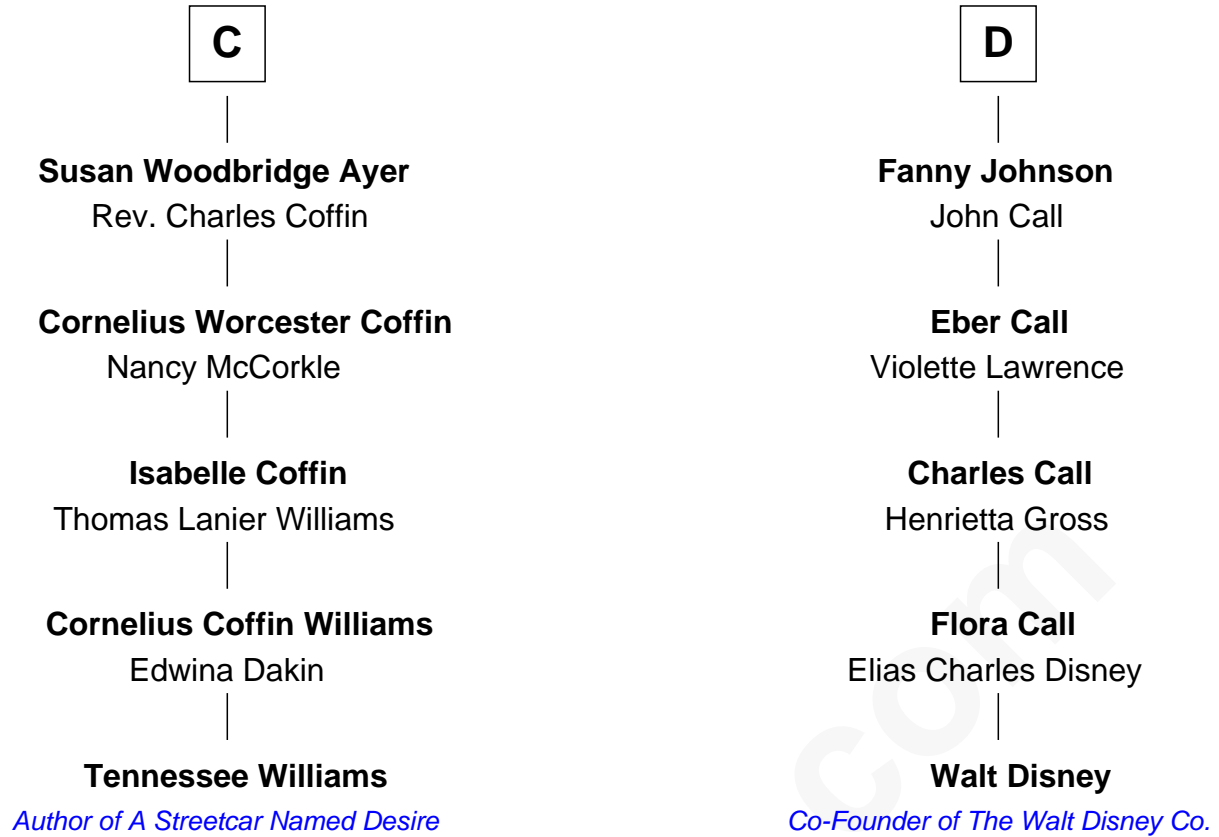 C
Susan Woodbridge Ayer
Rev. Charles Coffin
Cornelius Worcester Coffin
Nancy McCorkle
Isabelle Coffin
Thomas Lanier Williams
Cornelius Coffin Williams
Edwina Dakin
Tennessee Williams
Author of A Streetcar Named Desire
D
Fanny Johnson
John Call
Eber Call
Violette Lawrence
Charles Call
Henrietta Gross
Flora Call
Elias Charles Disney
Walt Disney
Co-Founder of The Walt Disney Co.
com